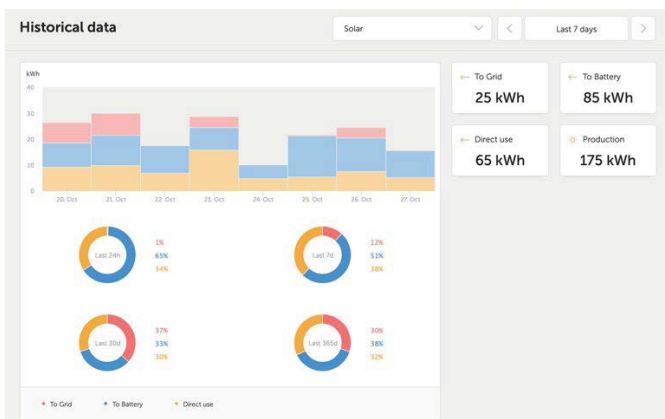 Historical data
Solar
Last 7 days
kWh
40
30
20
10
0
20. Oct
21. Oct
22. Oct
23. Oct
24. Oct
25. Oct
26. Oct
27. Oct
Last 24h
1%
65%
34%
Last 7d
12%
51%
38%
Last 30d
37%
33%
30%
Last 365d
30%
38%
32%
To Grid
To Battery
Direct use
To Grid
25 kWh
To Battery
85 kWh
Direct use
65 kWh
Production
175 kWh